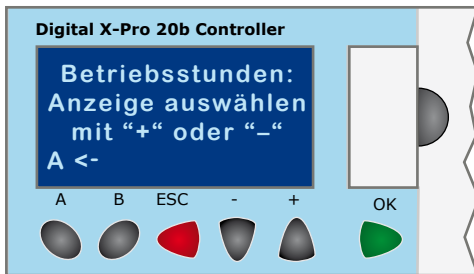 Digital X-Pro 20b Controller
Betriebsstunden:
Anzeige auswählen
mit “+“ oder “–“
A <-
A B ESC - + OK